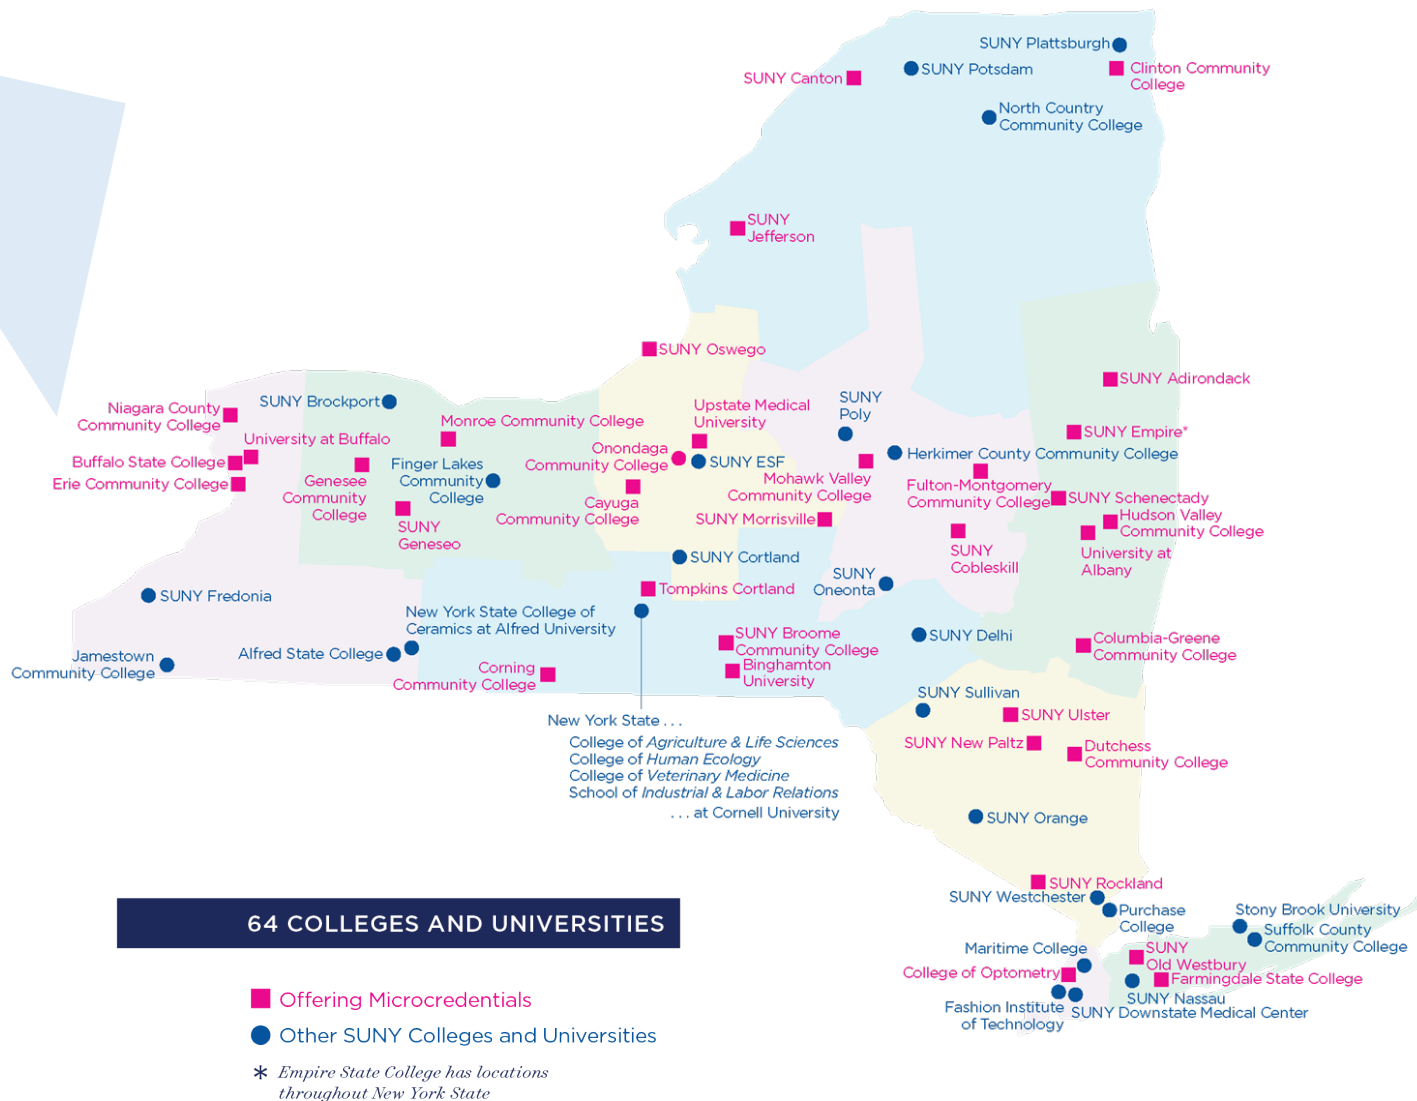 SUNY Plattsburgh
SUNY Potsdam
Clinton Community
College
SUNY Canton
North Country
Community College
SUNY
Jefferson
SUNY Oswego
SUNY Adirondack
SUNY Brockport
Niagara County
Community College
Monroe Community College
Upstate Medical
University
SUNY
Poly
SUNY Empire*
University at Buffalo
Onondaga
Community College
SUNY ESF
Herkimer County Community College
Buffalo State College
Erie Community College
Genesee
Community
College
Finger Lakes
Community
College
Mohawk Valley
Community College
Fulton-Montgomery
Community College
SUNY Schenectady
Cayuga
Community College
SUNY Morrisville
Hudson Valley
Community College
SUNY
Geneseo
SUNY
Cobleskill
University at
Albany
SUNY Cortland
SUNY
Oneonta
Tompkins Cortland
SUNY Fredonia
New York State College of
Ceramics at Alfred University
SUNY Broome
Community College
SUNY Delhi
Columbia-Greene
Community College
Alfred State College
Jamestown
Community College
Corning
Community College
Binghamton
University
SUNY Sullivan
SUNY Ulster
New York State . . .
College of Agriculture & Life Sciences
College of Human Ecology
College of Veterinary Medicine
School of Industrial & Labor Relations
. . . at Cornell University
SUNY New Paltz
Dutchess
Community College
SUNY Orange
SUNY Rockland
SUNY Westchester
Purchase
College
Stony Brook University
Suffolk County
Community College
Maritime College
SUNY
Old Westbury
College of Optometry
Farmingdale State College
SUNY Nassau
Fashion Institute
of Technology
SUNY Downstate Medical Center
64 COLLEGES AND UNIVERSITIES
Offering Microcredentials
Other SUNY Colleges and Universities
* Empire State College has locations
throughout New York State